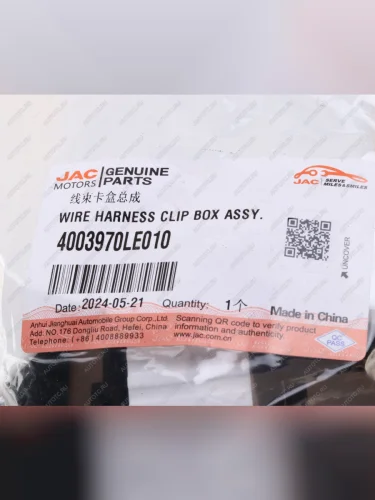 JAC MOTORS GENUINE PARTS
JAC SERVE MILES & SMILES
线束卡盒总成
WIRE HARNESS CLIP BOX ASSY.
4003970LE010
UNCOVER
Date: 2024-05-21 Quantity: 1个 Made in China
Anhui Jianghuai Automobile Group Corp., Ltd.
Add: NO.176 Dongliu Road, Hefei, China
Telephone: (+86) 4008889933
Scanning QR code to verify product
information and authenticity.
www.jac.com.cn
QC PASS